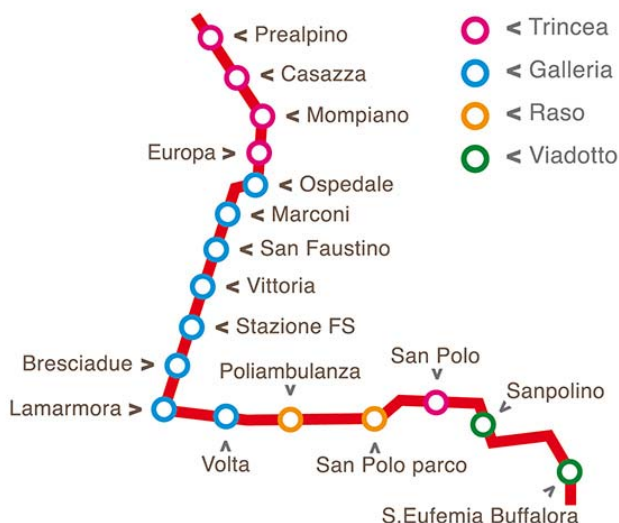 < Prealpino
< Casazza
< Mompiano
Europa >
< Ospedale
< Marconi
< San Faustino
< Vittoria
< Stazione FS
Bresciadue >
Lamarmora >
Volta
Poliambulanza
San Polo parco
San Polo
Sanpolino
S.Eufemia Buffalora
< Trincea
< Galleria
< Raso
< Viadotto